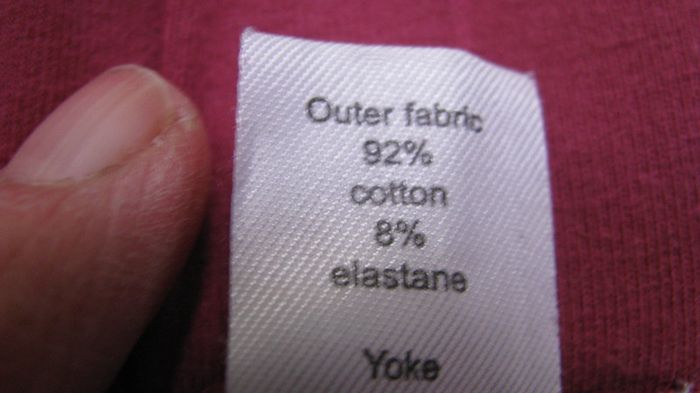 Outer fabric
92%
cotton
8%
elastane
Yoke